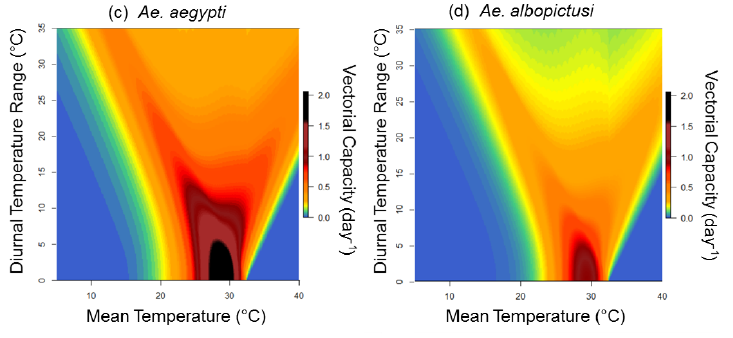 (c) Ae. aegypti
Diurnal Temperature Range (°C)
35
30
25
20
15
10
5
0
10 20 30 40
Mean Temperature (°C)
2.0
1.5
1.0
0.5
0.0
Vectorial Capacity (day-1)
(d) Ae. albopictusi
Diurnal Temperature Range (°C)
35
30
25
20
15
10
5
0
10 20 30 40
Mean Temperature (°C)
2.0
1.5
1.0
0.5
0.0
Vectorial Capacity (day-1)